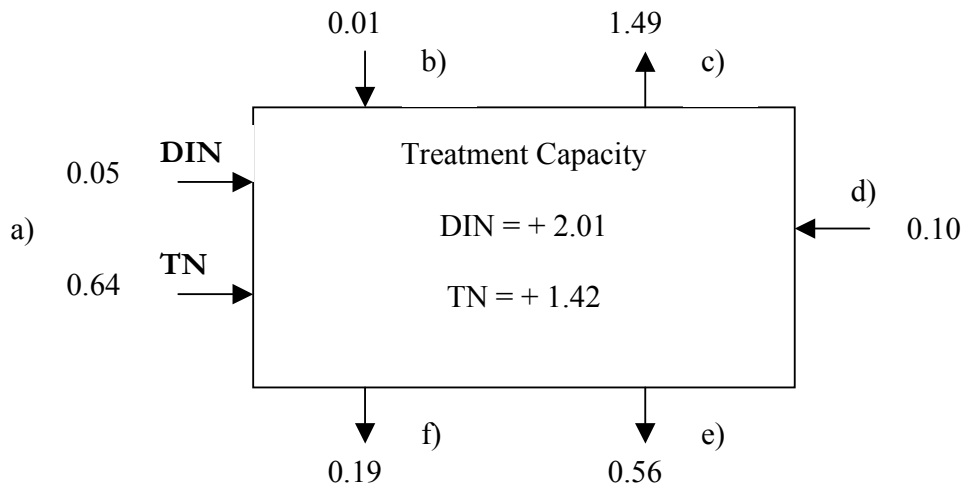 0.01 1.49
b) c)
DIN Treatment Capacity
0.05
d)
a) DIN = + 2.01 0.10
TN
0.64 TN = + 1.42
f) e)
0.19 0.56